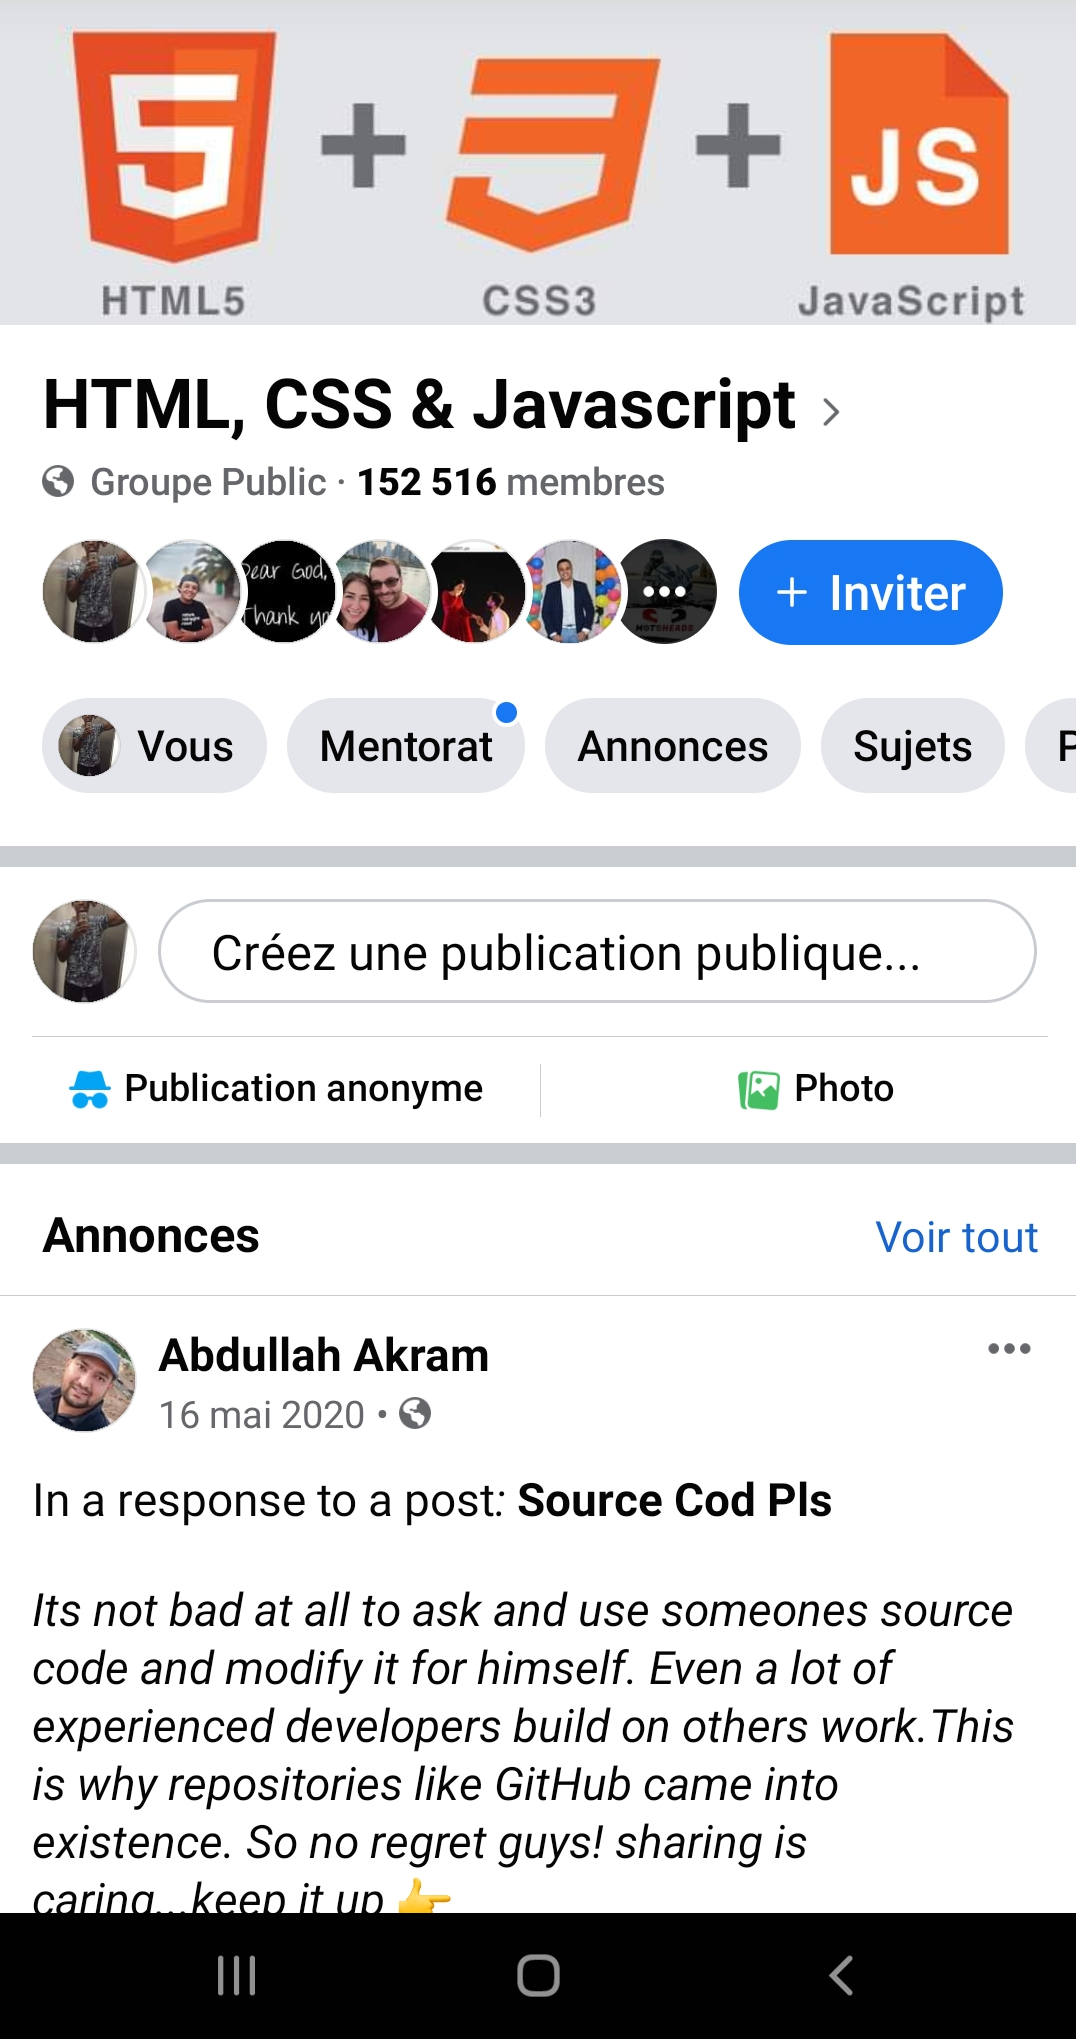 HTML5
CSS3
JS
JavaScript
HTML, CSS & Javascript
Groupe Public · 152 516 membres
Dear God,
Thank
MOTOHEADS
+ Inviter
Vous
Mentorat
Annonces
Sujets
P
Créez une publication publique...
Publication anonyme
Photo
Annonces
Voir tout
Abdullah Akram
16 mai 2020 •
In a response to a post: Source Cod Pls
Its not bad at all to ask and use someones source
code and modify it for himself. Even a lot of
experienced developers build on others work.This
is why repositories like GitHub came into
existence. So no regret guys! sharing is
caring...keep it up 👉